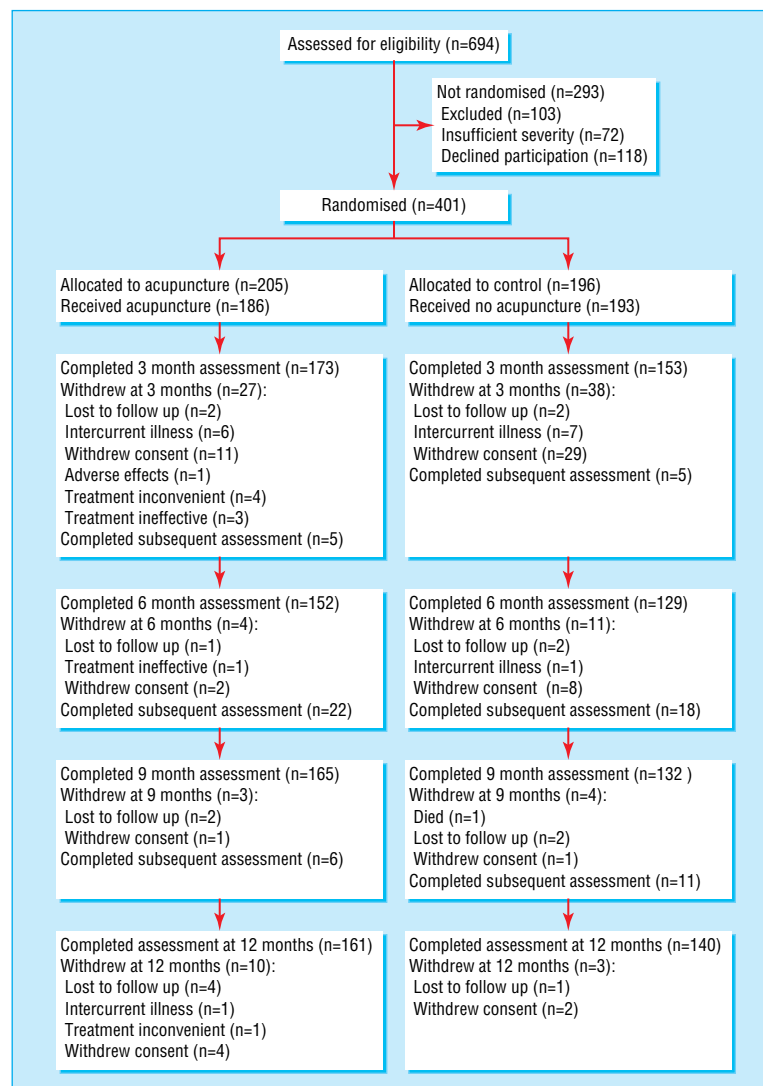 Assessed for eligibility (n=694)
Not randomised (n=293)
Excluded (n=103)
Insufficient severity (n=72)
Declined participation (n=118)
Randomised (n=401)
Allocated to acupuncture (n=205)
Received acupuncture (n=186)
Allocated to control (n=196)
Received no acupuncture (n=193)
Completed 3 month assessment (n=173)
Withdrew at 3 months (n=27):
Lost to follow up (n=2)
Intercurrent illness (n=6)
Withdrew consent (n=11)
Adverse effects (n=1)
Treatment inconvenient (n=4)
Treatment ineffective (n=3)
Completed subsequent assessment (n=5)
Completed 3 month assessment (n=153)
Withdrew at 3 months (n=38):
Lost to follow up (n=2)
Intercurrent illness (n=7)
Withdrew consent (n=29)
Completed subsequent assessment (n=5)
Completed 6 month assessment (n=152)
Withdrew at 6 months (n=4):
Lost to follow up (n=1)
Treatment ineffective (n=1)
Withdrew consent (n=2)
Completed subsequent assessment (n=22)
Completed 6 month assessment (n=129)
Withdrew at 6 months (n=11):
Lost to follow up (n=2)
Intercurrent illness (n=1)
Withdrew consent (n=8)
Completed subsequent assessment (n=18)
Completed 9 month assessment (n=165)
Withdrew at 9 months (n=3):
Lost to follow up (n=2)
Withdrew consent (n=1)
Completed subsequent assessment (n=6)
Completed 9 month assessment (n=132 )
Withdrew at 9 months (n=4):
Died (n=1)
Lost to follow up (n=2)
Withdrew consent (n=1)
Completed subsequent assessment (n=11)
Completed assessment at 12 months (n=161)
Withdrew at 12 months (n=10):
Lost to follow up (n=4)
Intercurrent illness (n=1)
Treatment inconvenient (n=1)
Withdrew consent (n=4)
Completed assessment at 12 months (n=140)
Withdrew at 12 months (n=3):
Lost to follow up (n=1)
Withdrew consent (n=2)